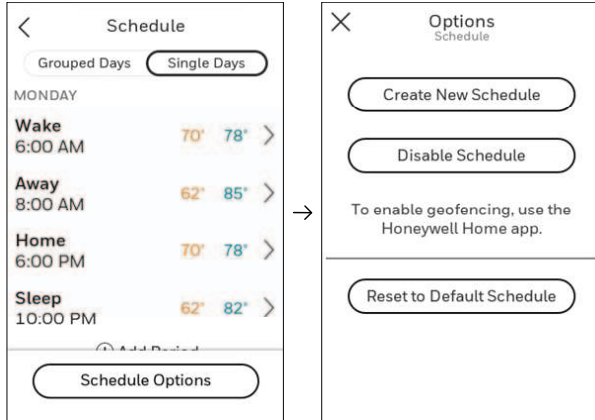 Schedule
Grouped Days Single Days
MONDAY
Wake
6:00 AM 70° 78°
Away
8:00 AM 62° 85°
Home
6:00 PM 70° 78°
Sleep
10:00 PM 62° 82°
Add Period
Schedule Options
Options
Schedule
Create New Schedule
Disable Schedule
To enable geofencing, use the
Honeywell Home app.
Reset to Default Schedule